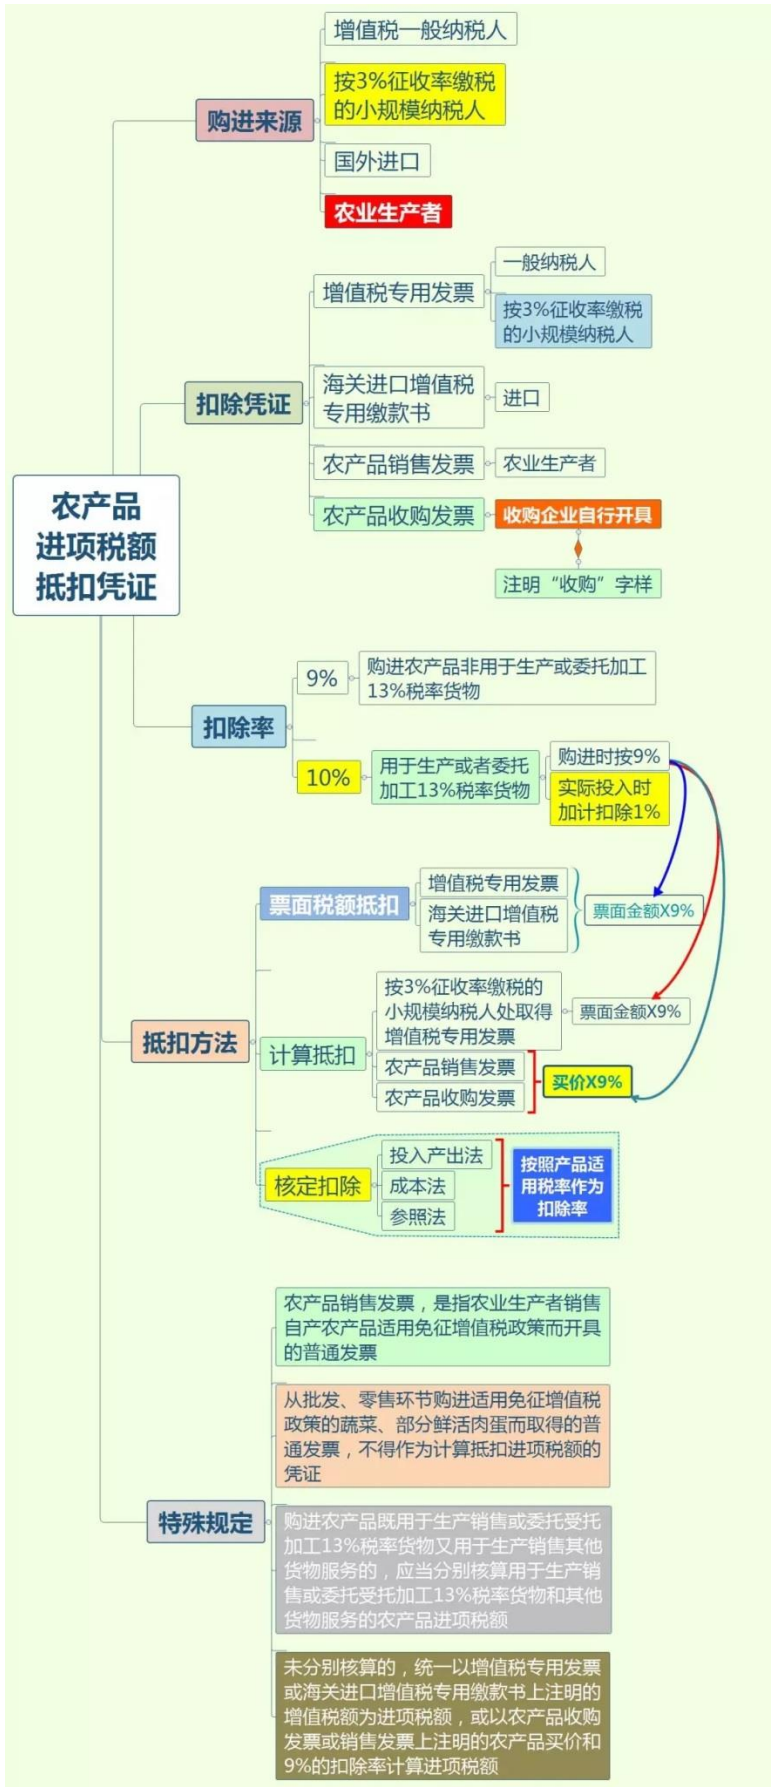 农产品
进项税额
抵扣凭证
购进来源
增值税一般纳税人
按3%征收率缴税
的小规模纳税人
国外进口
农业生产者
扣除凭证
增值税专用发票
一般纳税人
按3%征收率缴税
的小规模纳税人
海关进口增值税
专用缴款书
进口
农产品销售发票
农业生产者
农产品收购发票
收购企业自行开具
注明“收购”字样
扣除率
9%
购进农产品非用于生产或委托加工
13%税率货物
10%
用于生产或者委托
加工13%税率货物
购进时按9%
实际投入时
加计扣除1%
抵扣方法
票面税额抵扣
增值税专用发票
海关进口增值税
专用缴款书
票面金额X9%
计算抵扣
按3%征收率缴税的
小规模纳税人处取得
增值税专用发票
票面金额X9%
农产品销售发票
农产品收购发票
买价X9%
核定扣除
投入产出法
成本法
参照法
按照产品适
用税率作为
扣除率
特殊规定
农产品销售发票，是指农业生产者销售
自产农产品适用免征增值税政策而开具
的普通发票
从批发、零售环节购进适用免征增值税
政策的蔬菜、部分鲜活肉蛋而取得的普
通发票，不得作为计算抵扣进项税额的
凭证
购进农产品既用于生产销售或委托受托
加工13%税率货物又用于生产销售其他
货物服务的，应当分别核算用于生产销
售或委托受托加工13%税率货物和其他
货物服务的农产品进项税额
未分别核算的，统一以增值税专用发票
或海关进口增值税专用缴款书上注明的
增值税额为进项税额，或以农产品收购
发票或销售发票上注明的农产品买价和
9%的扣除率计算进项税额